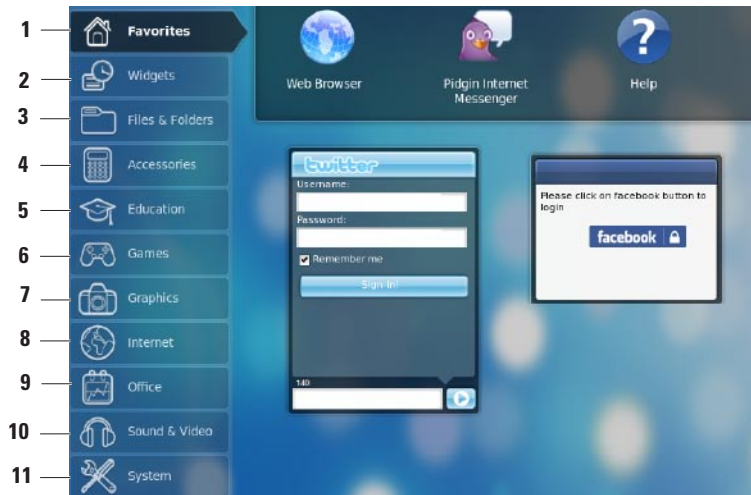 1 Favorites
2 Widgets
3 Files & Folders
4 Accessories
5 Education
6 Games
7 Graphics
8 Internet
9 Office
10 Sound & Video
11 System
Web Browser
Pidgin Internet
Messenger
Help
twitter
Username:
Password:
Remember me
Sign In!
140
Please click on facebook button to
login
facebook